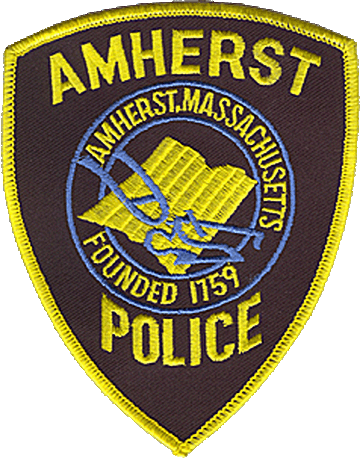 AMHERST
AMHERST, MASSACHUSETTS
FOUNDED 1759
POLICE